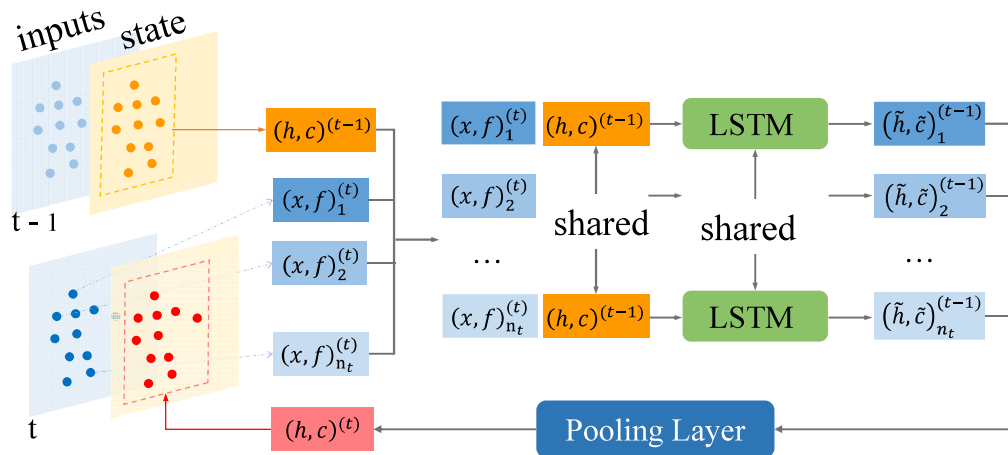 inputs state
t - 1
(h, c)^(t−1)
(x, f)_1^(t)
(x, f)_2^(t)
(x, f)_{n_t}^(t)
t
(h, c)^(t)
(x, f)_1^(t) (h, c)^(t−1) LSTM (h̃, c̃)_1^(t−1)
(x, f)_2^(t) (h̃, c̃)_2^(t−1)
shared shared
... ...
(x, f)_{n_t}^(t) (h, c)^(t−1) LSTM (h̃, c̃)_{n_t}^(t−1)
Pooling Layer